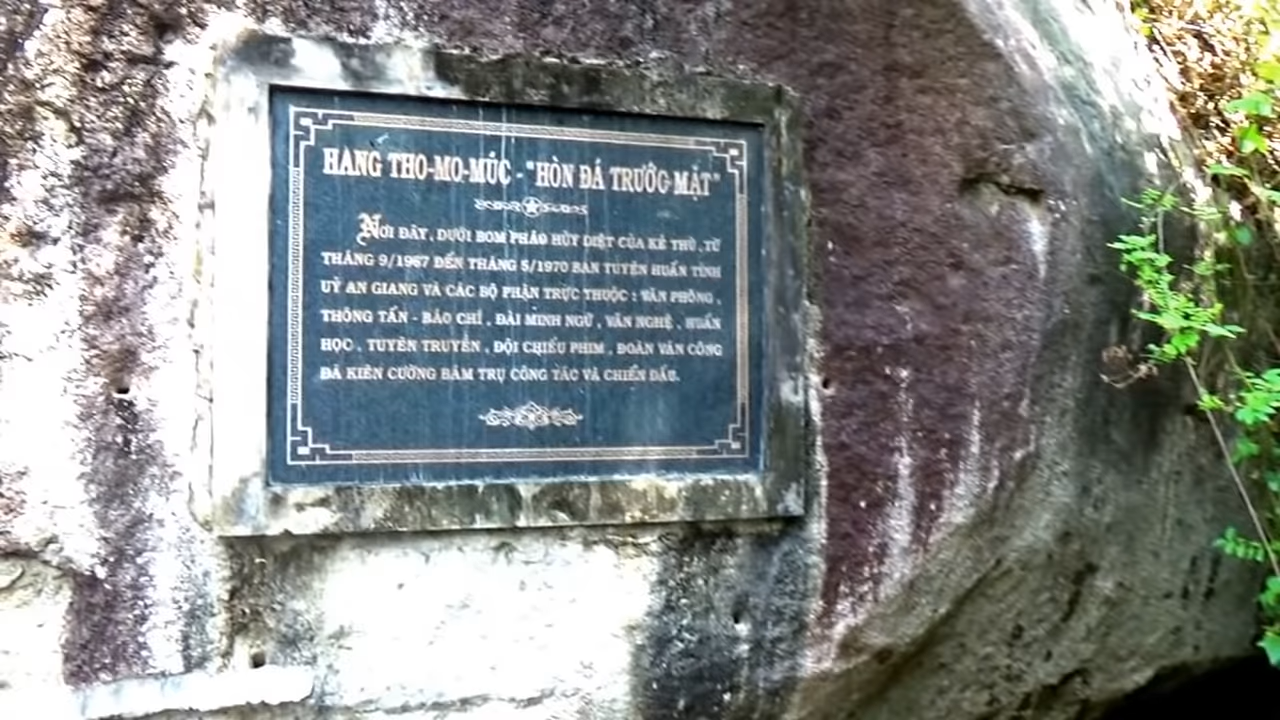 HANG THO-MO-MÚC - "HÒN ĐÁ TRƯỚC MẶT"
NƠI ĐÂY, DƯỚI BOM PHÁO HỦY DIỆT CỦA KẺ THÙ, TỪ
THÁNG 9/1967 ĐẾN THÁNG 5/1970 BAN TUYÊN HUẤN TỈNH
UỶ AN GIANG VÀ CÁC BỘ PHẬN TRỰC THUỘC : VĂN PHÒNG,
THÔNG TẤN - BÁO CHÍ, ĐÀI MINH NGỮ, VĂN NGHỆ, HUẤN
HỌC, TUYÊN TRUYỀN, ĐỘI CHIẾU PHIM, ĐOÀN VĂN CÔNG
ĐÃ KIÊN CƯỜNG BÁM TRỤ CÔNG TÁC VÀ CHIẾN ĐẤU.